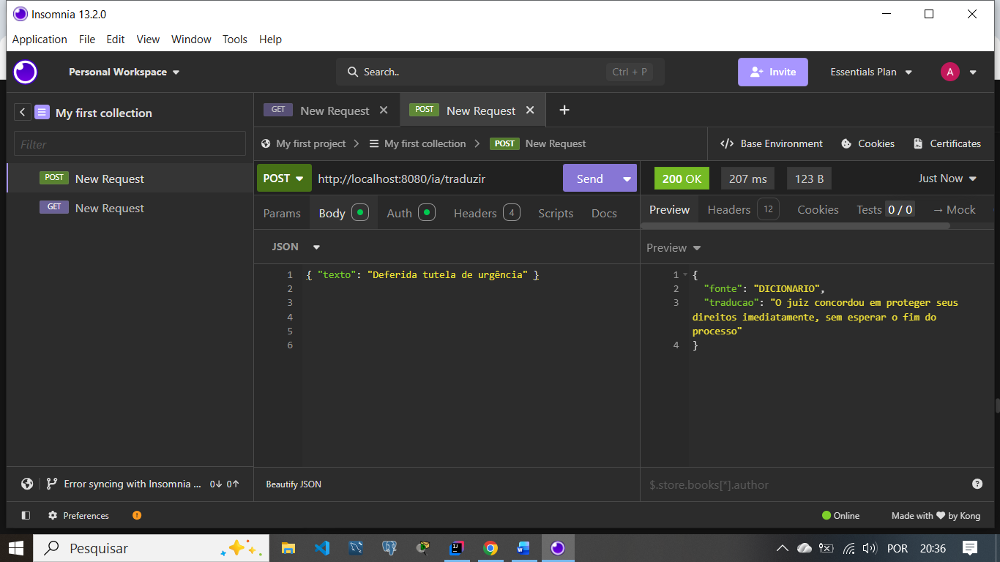 Insomnia 13.2.0
Application File Edit View Window Tools Help
Personal Workspace
Search..
Ctrl + P
Invite
Essentials Plan
A
My first collection
Filter
POST New Request
GET New Request
GET New Request
POST New Request
My first project
My first collection
POST New Request
Base Environment
Cookies
Certificates
POST
http://localhost:8080/ia/traduzir
Send
200 OK
207 ms
123 B
Just Now
Params Body Auth Headers 4 Scripts Docs
Preview Headers 12 Cookies Tests 0 / 0 → Mock
JSON
Preview
1 { "texto": "Deferida tutela de urgência" }
2
3
4
5
6
1 {
2 "fonte": "DICIONARIO",
3 "traducao": "O juiz concordou em proteger seus
direitos imediatamente, sem esperar o fim do
processo"
4 }
Error syncing with Insomnia ... 0↓ 0↑
Beautify JSON
$.store.books[*].author
Preferences
Online
Made with ❤ by Kong
Pesquisar
POR
20:36